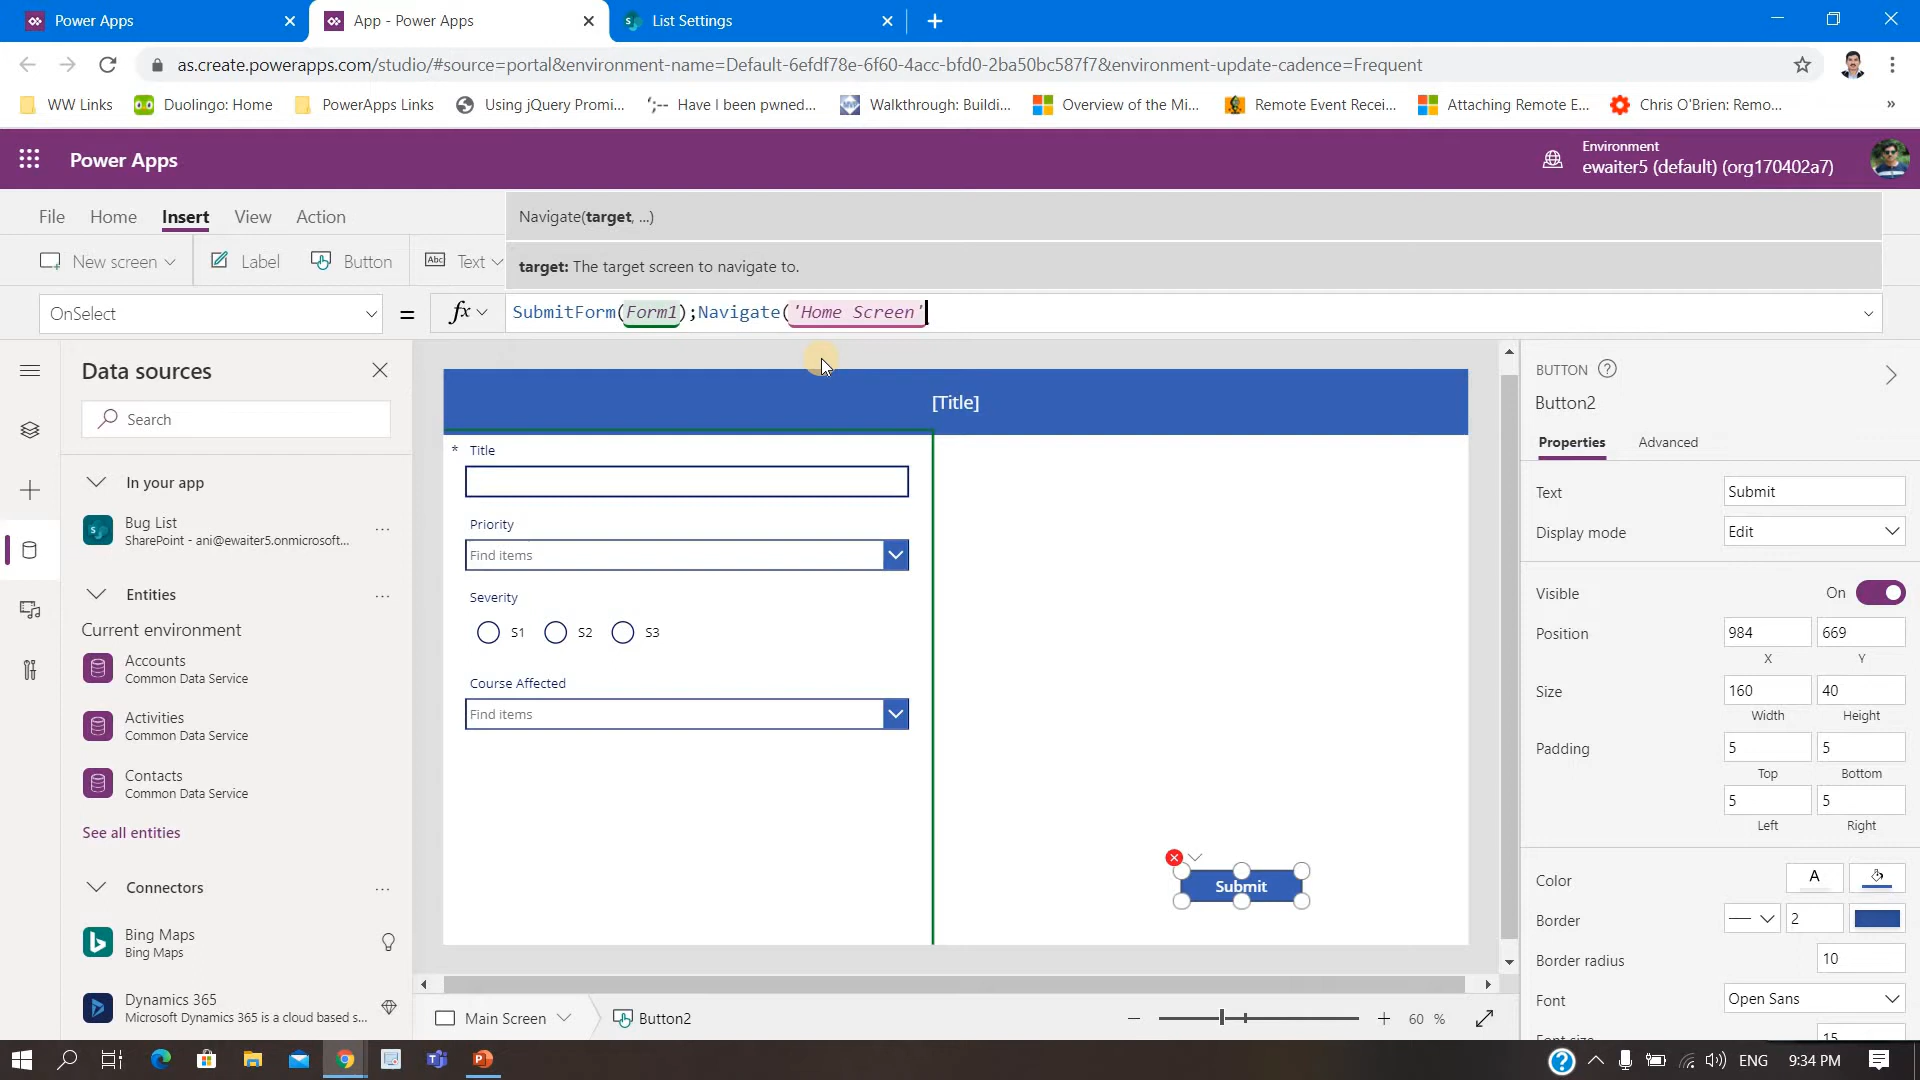 Power Apps
App - Power Apps
List Settings
as.create.powerapps.com/studio/#source=portal&environment-name=Default-6efdf78e-6f60-4acc-bfd0-2ba50bc587f7&environment-update-cadence=Frequent
WW Links
Duolingo: Home
PowerApps Links
Using jQuery Promi...
Have I been pwned...
Walkthrough: Buildi...
Overview of the Mi...
Remote Event Recei...
Attaching Remote E...
Chris O'Brien: Remo...
»
Power Apps
Environment
ewaiter5 (default) (org170402a7)
File
Home
Insert
View
Action
Navigate(target, ...)
New screen
Label
Button
Abc
Text
target: The target screen to navigate to.
OnSelect
=
fx
SubmitForm(Form1);Navigate('Home Screen'
Data sources
Search
In your app
Bug List
SharePoint - ani@ewaiter5.onmicrosoft...
Entities
Current environment
Accounts
Common Data Service
Activities
Common Data Service
Contacts
Common Data Service
See all entities
Connectors
Bing Maps
Bing Maps
Dynamics 365
Microsoft Dynamics 365 is a cloud based s...
[Title]
* Title
Priority
Find items
Severity
S1
S2
S3
Course Affected
Find items
Submit
Main Screen
Button2
60 %
BUTTON
Button2
Properties
Advanced
Text
Submit
Display mode
Edit
Visible
On
Position
984
669
X
Y
Size
160
40
Width
Height
Padding
5
5
Top
Bottom
5
5
Left
Right
Color
A
Border
2
Border radius
10
Font
Open Sans
Font size
15
ENG
9:34 PM